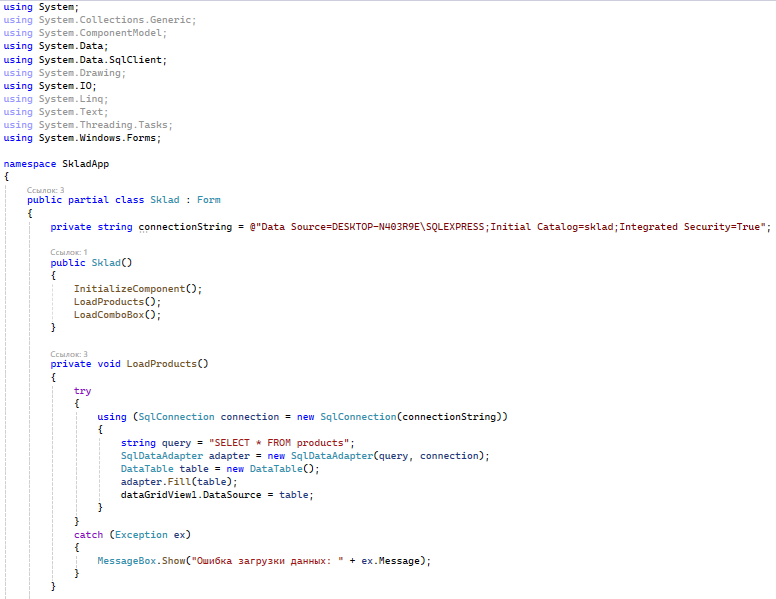 using System;
using System.Collections.Generic;
using System.ComponentModel;
using System.Data;
using System.Data.SqlClient;
using System.Drawing;
using System.IO;
using System.Linq;
using System.Text;
using System.Threading.Tasks;
using System.Windows.Forms;
namespace SkladApp
{
Ссылок: 3
public partial class Sklad : Form
{
private string connectionString = @"Data Source=DESKTOP-N403R9E\SQLEXPRESS;Initial Catalog=sklad;Integrated Security=True";
Ссылок: 1
public Sklad()
{
InitializeComponent();
LoadProducts();
LoadComboBox();
}
Ссылок: 3
private void LoadProducts()
{
try
{
using (SqlConnection connection = new SqlConnection(connectionString))
{
string query = "SELECT * FROM products";
SqlDataAdapter adapter = new SqlDataAdapter(query, connection);
DataTable table = new DataTable();
adapter.Fill(table);
dataGridView1.DataSource = table;
}
}
catch (Exception ex)
{
MessageBox.Show("Ошибка загрузки данных: " + ex.Message);
}
}